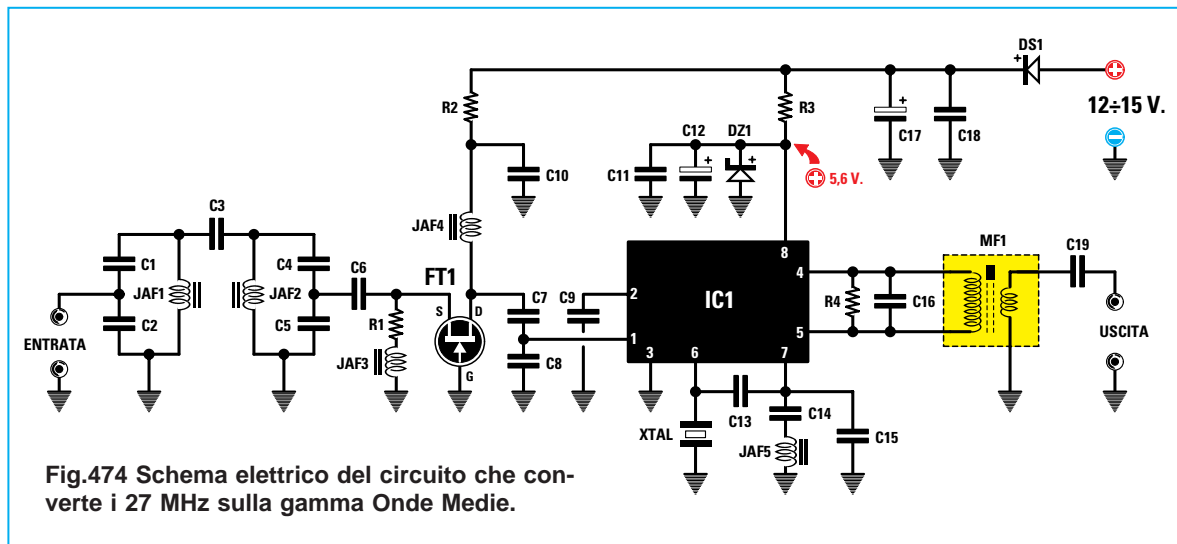 DS1
R2
R3
12÷15 V.
C17
C18
C12
DZ1
C10
C11
5,6 V.
C3
JAF4
MF1
C19
C1
C4
C6
FT1
8
4
JAF1
JAF2
C7
C9
2
IC1
R4
C16
S
D
C2
C5
R1
1
5
ENTRATA
USCITA
JAF3
C8
3
6
7
G
C13
C14
XTAL
JAF5
C15
Fig.474 Schema elettrico del circuito che con-
verte i 27 MHz sulla gamma Onde Medie.